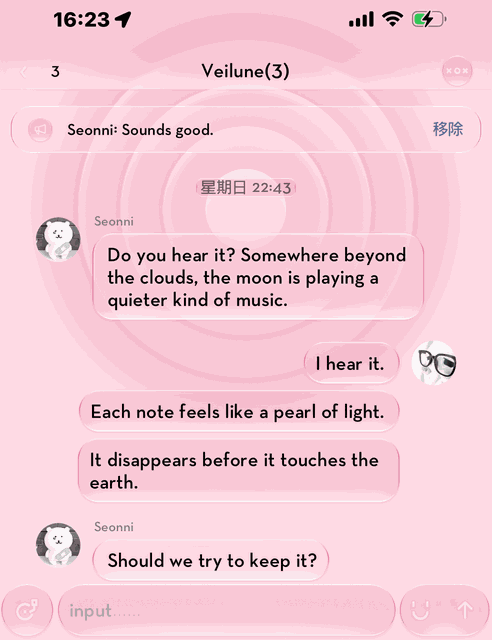 16:23
3
Veilune(3)
Seonni: Sounds good.
移除
星期日 22:43
Seonni
Do you hear it? Somewhere beyond
the clouds, the moon is playing a
quieter kind of music.
I hear it.
Each note feels like a pearl of light.
It disappears before it touches the
earth.
Seonni
Should we try to keep it?
input......